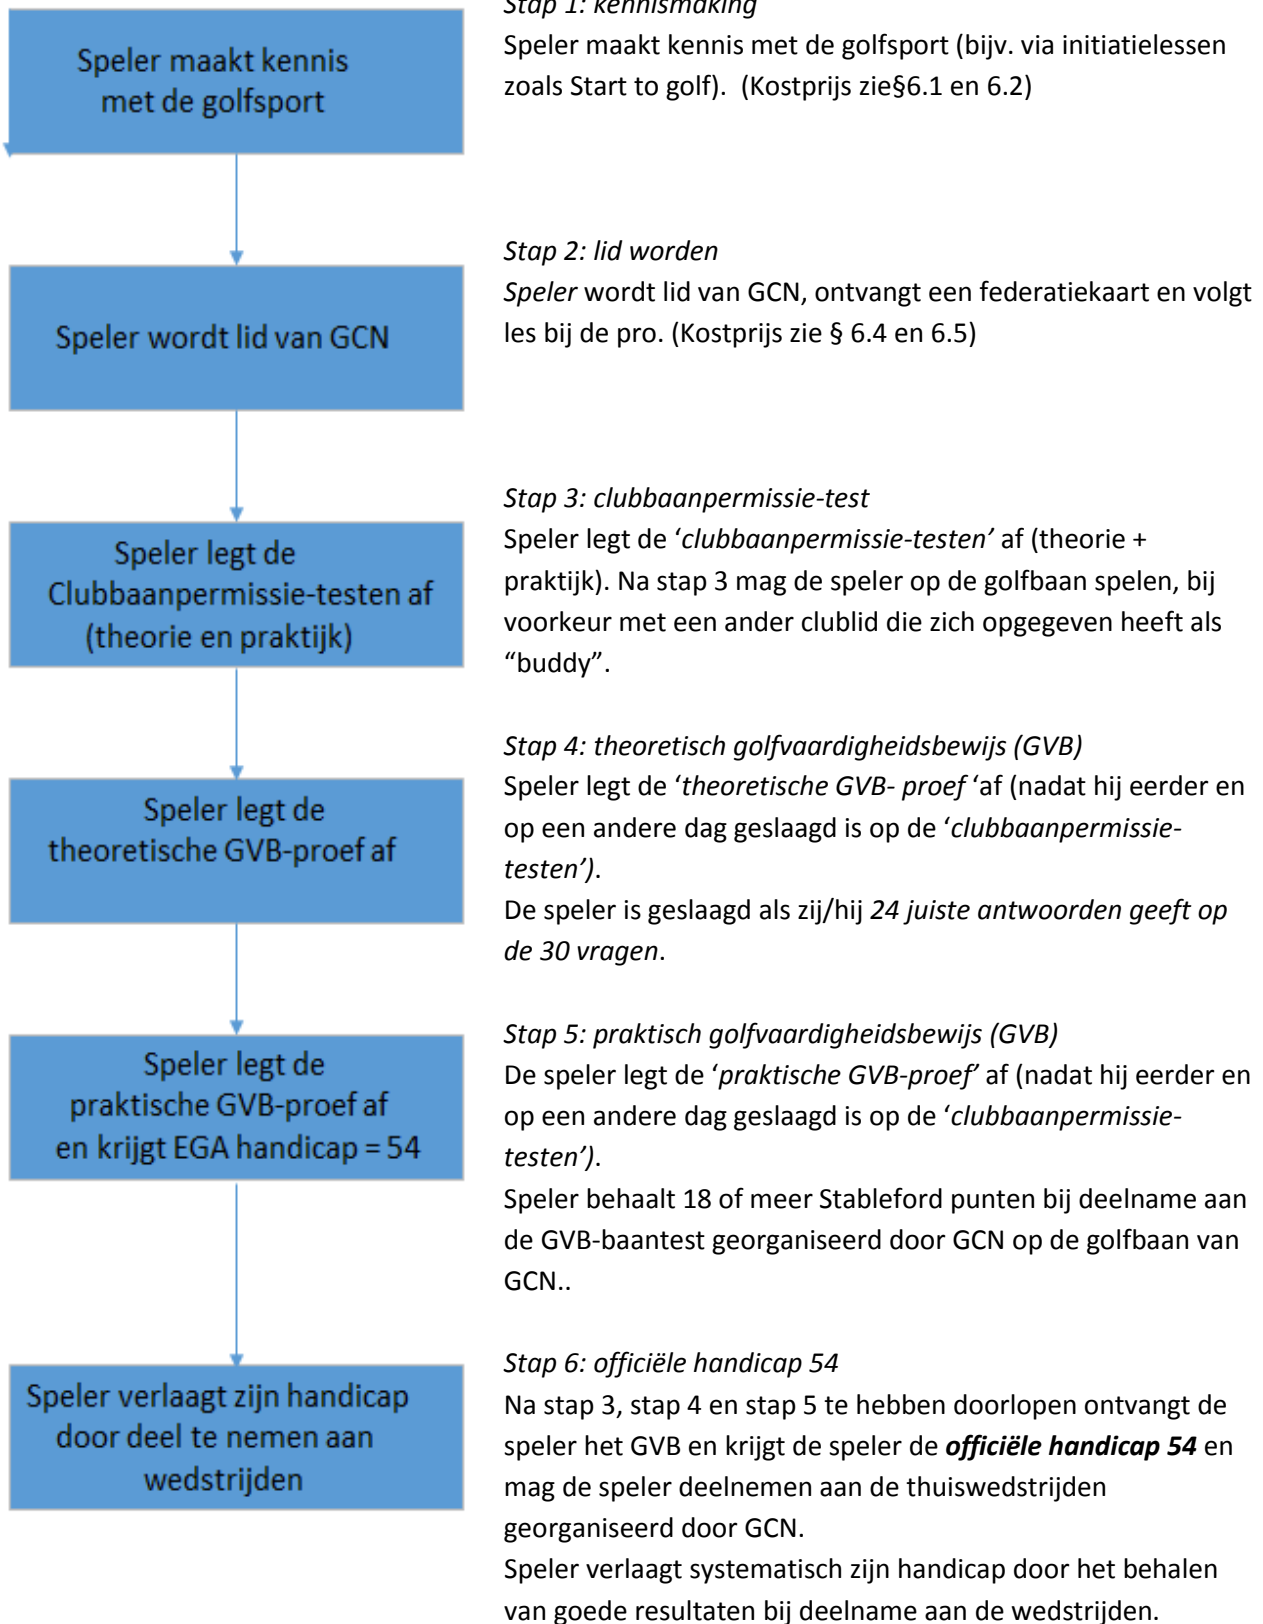 Stap 1: kennismaking
Speler maakt kennis
met de golfsport
Speler maakt kennis met de golfsport (bijv. via initiatielessen
zoals Start to golf).  (Kostprijs zie§6.1 en 6.2)
Speler wordt lid van GCN
Stap 2: lid worden
Speler wordt lid van GCN, ontvangt een federatiekaart en volgt
les bij de pro. (Kostprijs zie § 6.4 en 6.5)
Speler legt de
Clubbaanpermissie-testen af
(theorie en praktijk)
Stap 3: clubbaanpermissie-test
Speler legt de ‘clubbaanpermissie-testen’ af (theorie +
praktijk). Na stap 3 mag de speler op de golfbaan spelen, bij
voorkeur met een ander clublid die zich opgegeven heeft als
“buddy”.
Speler legt de
theoretische GVB-proef af
Stap 4: theoretisch golfvaardigheidsbewijs (GVB)
Speler legt de ‘theoretische GVB- proef ‘af (nadat hij eerder en
op een andere dag geslaagd is op de ‘clubbaanpermissie-
testen’).
De speler is geslaagd als zij/hij 24 juiste antwoorden geeft op
de 30 vragen.
Speler legt de
praktische GVB-proef af
en krijgt EGA handicap = 54
Stap 5: praktisch golfvaardigheidsbewijs (GVB)
De speler legt de ‘praktische GVB-proef’ af (nadat hij eerder en
op een andere dag geslaagd is op de ‘clubbaanpermissie-
testen’).
Speler behaalt 18 of meer Stableford punten bij deelname aan
de GVB-baantest georganiseerd door GCN op de golfbaan van
GCN..
Speler verlaagt zijn handicap
door deel te nemen aan
wedstrijden
Stap 6: officiële handicap 54
Na stap 3, stap 4 en stap 5 te hebben doorlopen ontvangt de
speler het GVB en krijgt de speler de officiële handicap 54 en
mag de speler deelnemen aan de thuiswedstrijden
georganiseerd door GCN.
Speler verlaagt systematisch zijn handicap door het behalen
van goede resultaten bij deelname aan de wedstrijden.